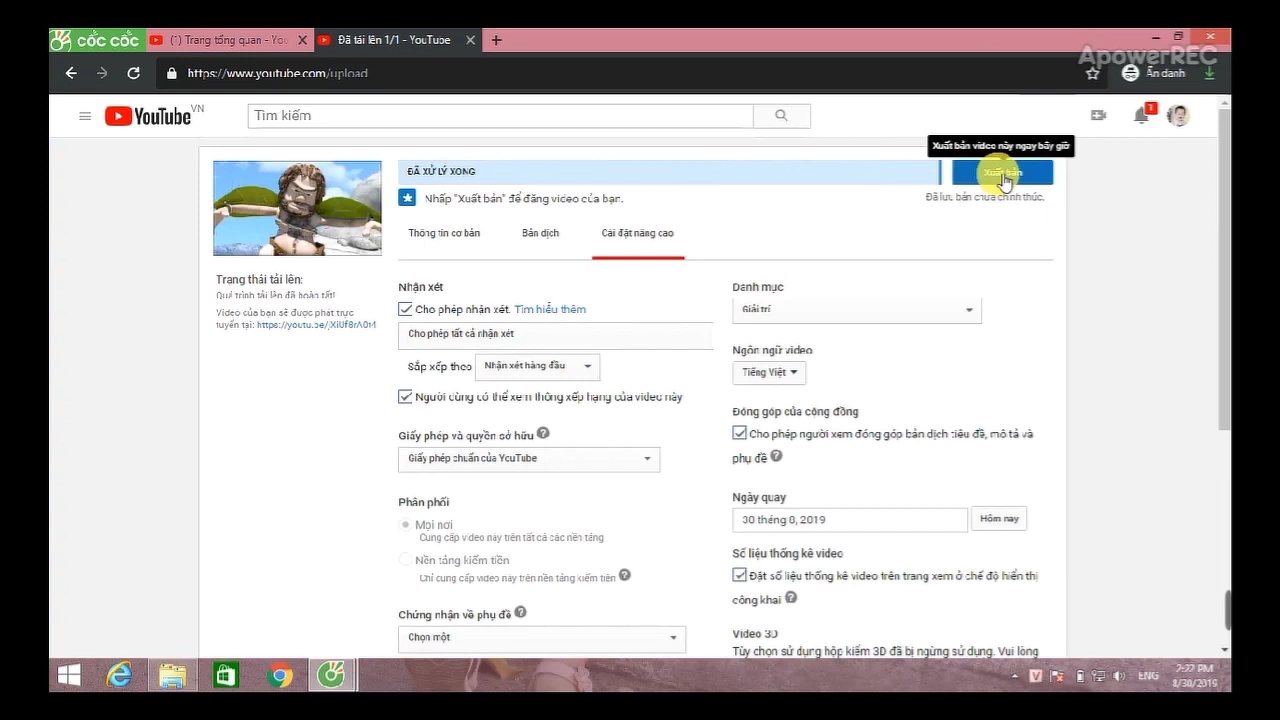 CỐC CỐC
(1) Trang tổng quan - You
Đã tải lên 1/1 - YouTube
ApowerREC
https://www.youtube.com/upload
Ẩn danh
YouTube VN
Tìm kiếm
1
Xuất bản video này ngay bây giờ
ĐÃ XỬ LÝ XONG
Xuất bản
Nhấp "Xuất bản" để đăng video của bạn.
Đã lưu bản chưa chính thức.
Thông tin cơ bản
Bản dịch
Cài đặt nâng cao
Trạng thái tải lên:
Quá trình tải lên đã hoàn tất!
Video của bạn sẽ được phát trực
tuyến tại:
Nhận xét
Cho phép nhận xét. Tìm hiểu thêm
Cho phép tất cả nhận xét
Sắp xếp theo
Nhận xét hàng đầu
Người dùng có thể xem thông xếp hạng của video này
Giấy phép và quyền sở hữu
Giấy phép chuẩn của YouTube
Phân phối
Mọi nơi
Cung cấp video này trên tất cả các nền tảng
Nền tảng kiếm tiền
Chỉ cung cấp video này trên nền tảng kiếm tiền
Chứng nhận về phụ đề
Chọn một
Danh mục
Giải trí
Ngôn ngữ video
Tiếng Việt
Đóng góp của cộng đồng
Cho phép người xem đóng góp bản dịch tiêu đề, mô tả và
phụ đề
Ngày quay
30 tháng 8, 2019
Hôm nay
Số liệu thống kê video
Đặt số liệu thống kê video trên trang xem ở chế độ hiển thị
công khai
Video 3D
Tùy chọn sử dụng hộp kiểm 3D đã bị ngừng sử dụng. Vui lòng
ENG
2:22 PM
8/30/2019